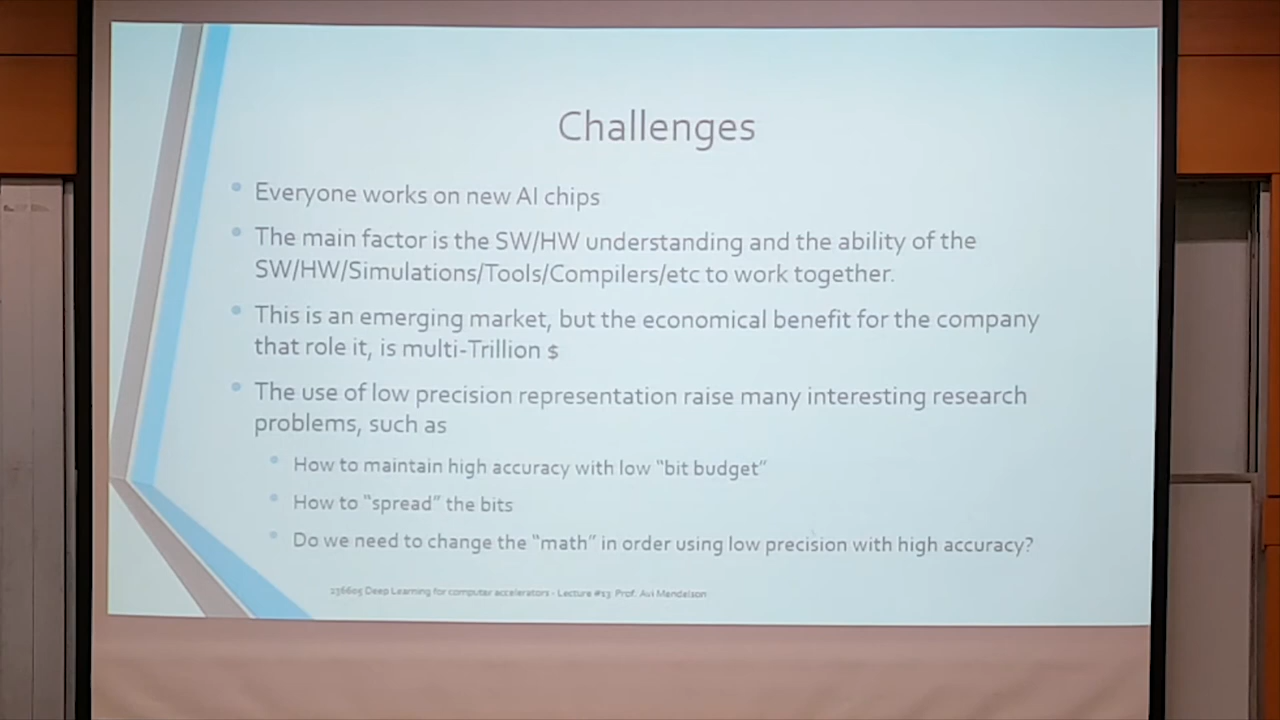 Challenges
• Everyone works on new AI chips
• The main factor is the SW/HW understanding and the ability of the
SW/HW/Simulations/Tools/Compilers/etc to work together.
• This is an emerging market, but the economical benefit for the company
that role it, is multi-Trillion $
• The use of low precision representation raise many interesting research
problems, such as
• How to maintain high accuracy with low "bit budget"
• How to "spread" the bits
• Do we need to change the "math" in order using low precision with high accuracy?
236605 Deep Learning for computer accelerators - Lecture #13 Prof. Avi Mendelson